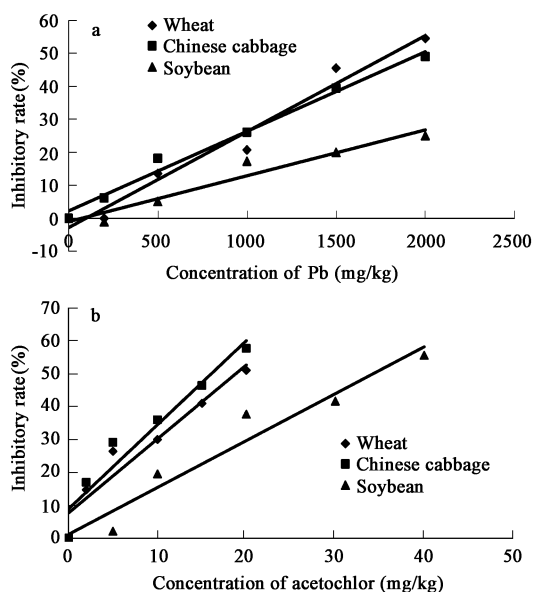 a
Wheat
Chinese cabbage
Soybean
Inhibitory rate (%)
60
50
40
30
20
10
0
-10
0 500 1000 1500 2000 2500
Concentration of Pb (mg/kg)
b
Inhibitory rate (%)
70
60
50
40
30
20
10
0
Wheat
Chinese cabbage
Soybean
0 10 20 30 40 50
Concentration of acetochlor (mg/kg)